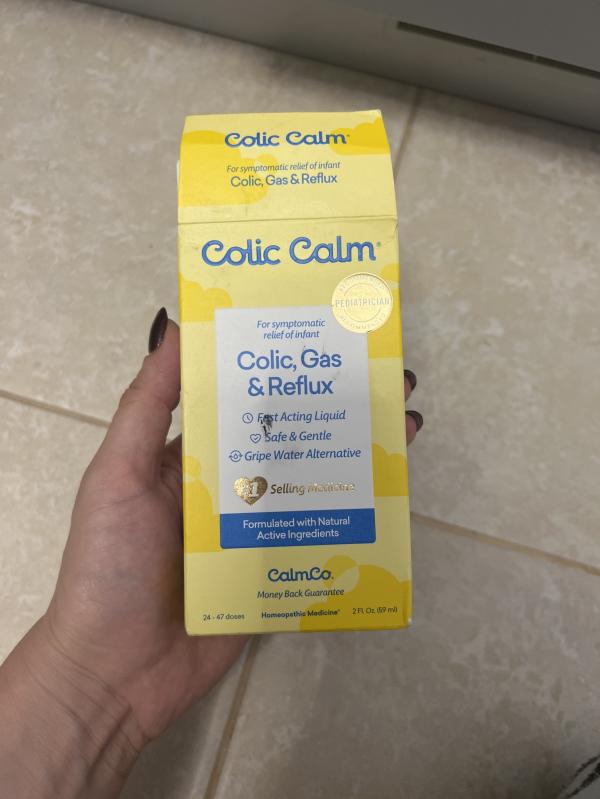 Colic Calm
For symptomatic relief of infant
Colic, Gas & Reflux
Colic Calm®
PEDIATRICIAN
RECOMMENDED
For symptomatic
relief of infant
Colic, Gas
& Reflux
Fast Acting Liquid
Safe & Gentle
Gripe Water Alternative
#1 Selling Medicine
Formulated with Natural
Active Ingredients
CalmCo.
Money Back Guarantee
24 - 47 doses Homeopathic Medicine* 2 Fl. Oz. (59 ml)